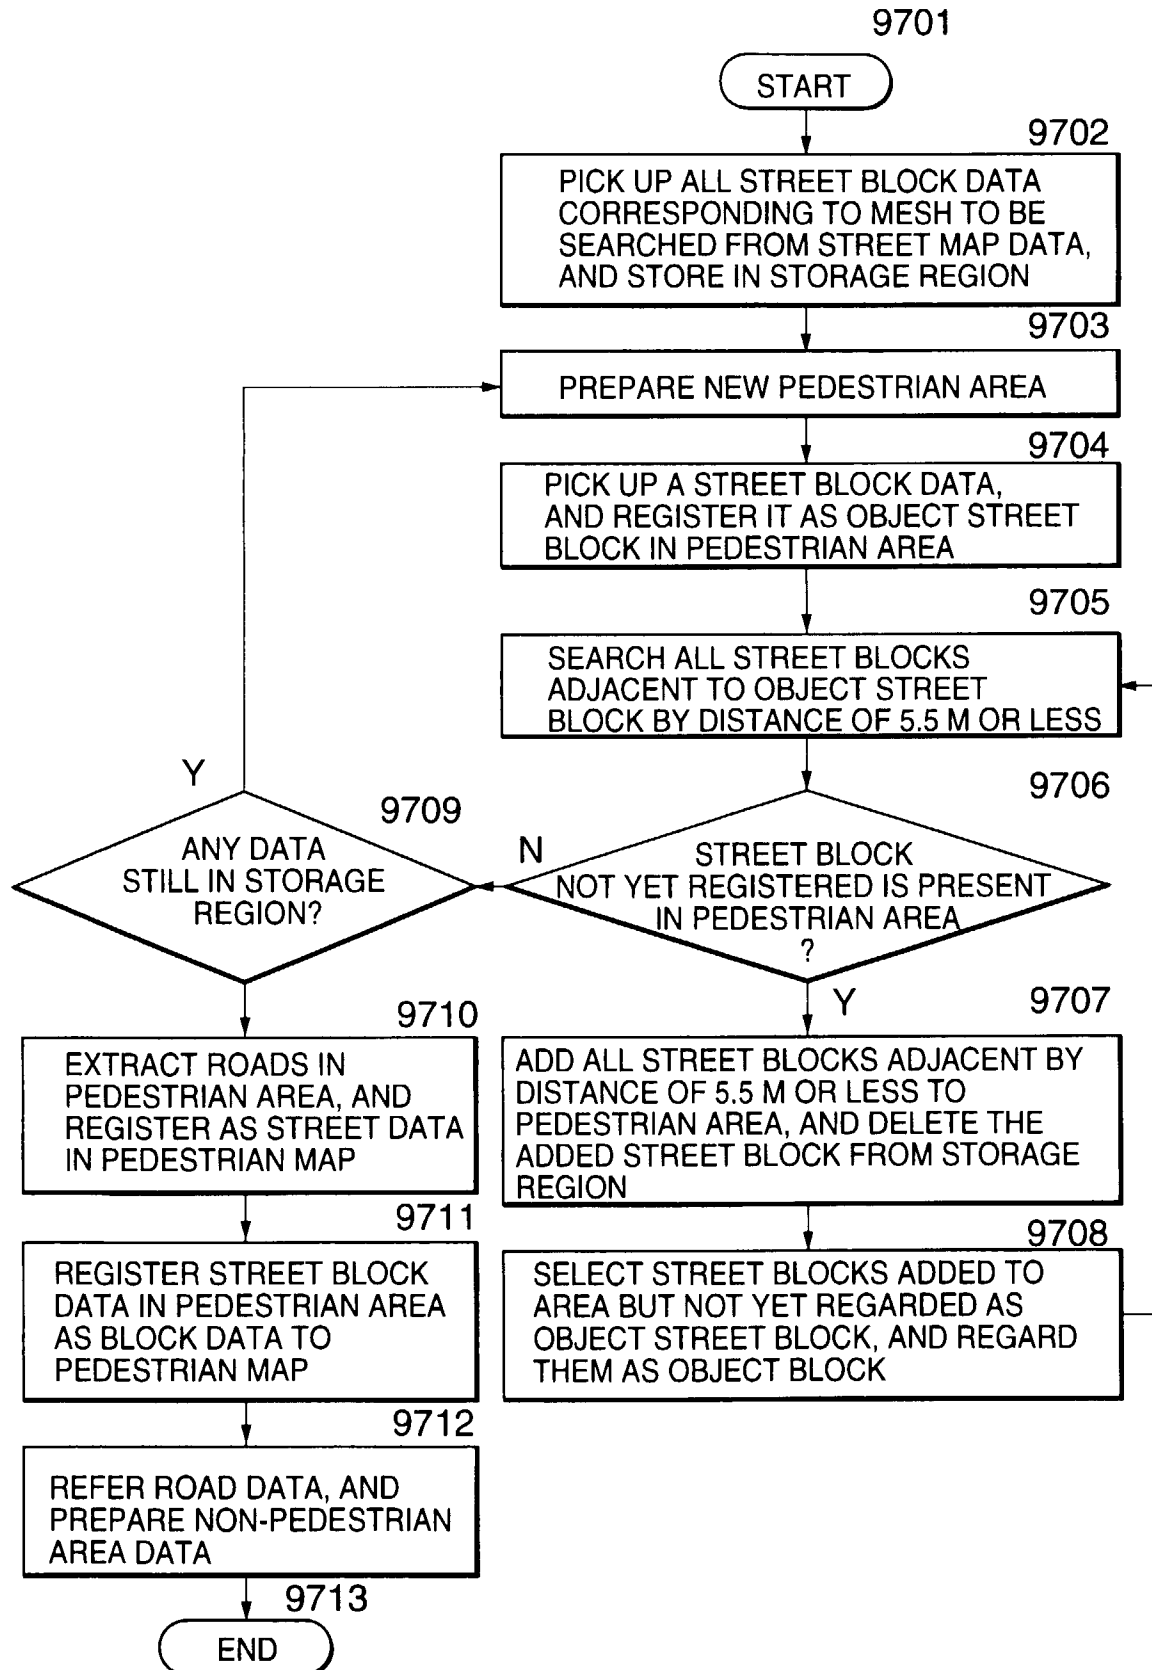 9701
START
9702
PICK UP ALL STREET BLOCK DATA
CORRESPONDING TO MESH TO BE
SEARCHED FROM STREET MAP DATA,
AND STORE IN STORAGE REGION
9703
PREPARE NEW PEDESTRIAN AREA
9704
PICK UP A STREET BLOCK DATA,
AND REGISTER IT AS OBJECT STREET
BLOCK IN PEDESTRIAN AREA
9705
SEARCH ALL STREET BLOCKS
ADJACENT TO OBJECT STREET
BLOCK BY DISTANCE OF 5.5 M OR LESS
9706
STREET BLOCK
NOT YET REGISTERED IS PRESENT
IN PEDESTRIAN AREA
?
N
Y
9707
ADD ALL STREET BLOCKS ADJACENT BY
DISTANCE OF 5.5 M OR LESS TO
PEDESTRIAN AREA, AND DELETE THE
ADDED STREET BLOCK FROM STORAGE
REGION
9708
SELECT STREET BLOCKS ADDED TO
AREA BUT NOT YET REGARDED AS
OBJECT STREET BLOCK, AND REGARD
THEM AS OBJECT BLOCK
Y
9709
ANY DATA
STILL IN STORAGE
REGION?
9710
EXTRACT ROADS IN
PEDESTRIAN AREA, AND
REGISTER AS STREET DATA
IN PEDESTRIAN MAP
9711
REGISTER STREET BLOCK
DATA IN PEDESTRIAN AREA
AS BLOCK DATA TO
PEDESTRIAN MAP
9712
REFER ROAD DATA, AND
PREPARE NON-PEDESTRIAN
AREA DATA
9713
END